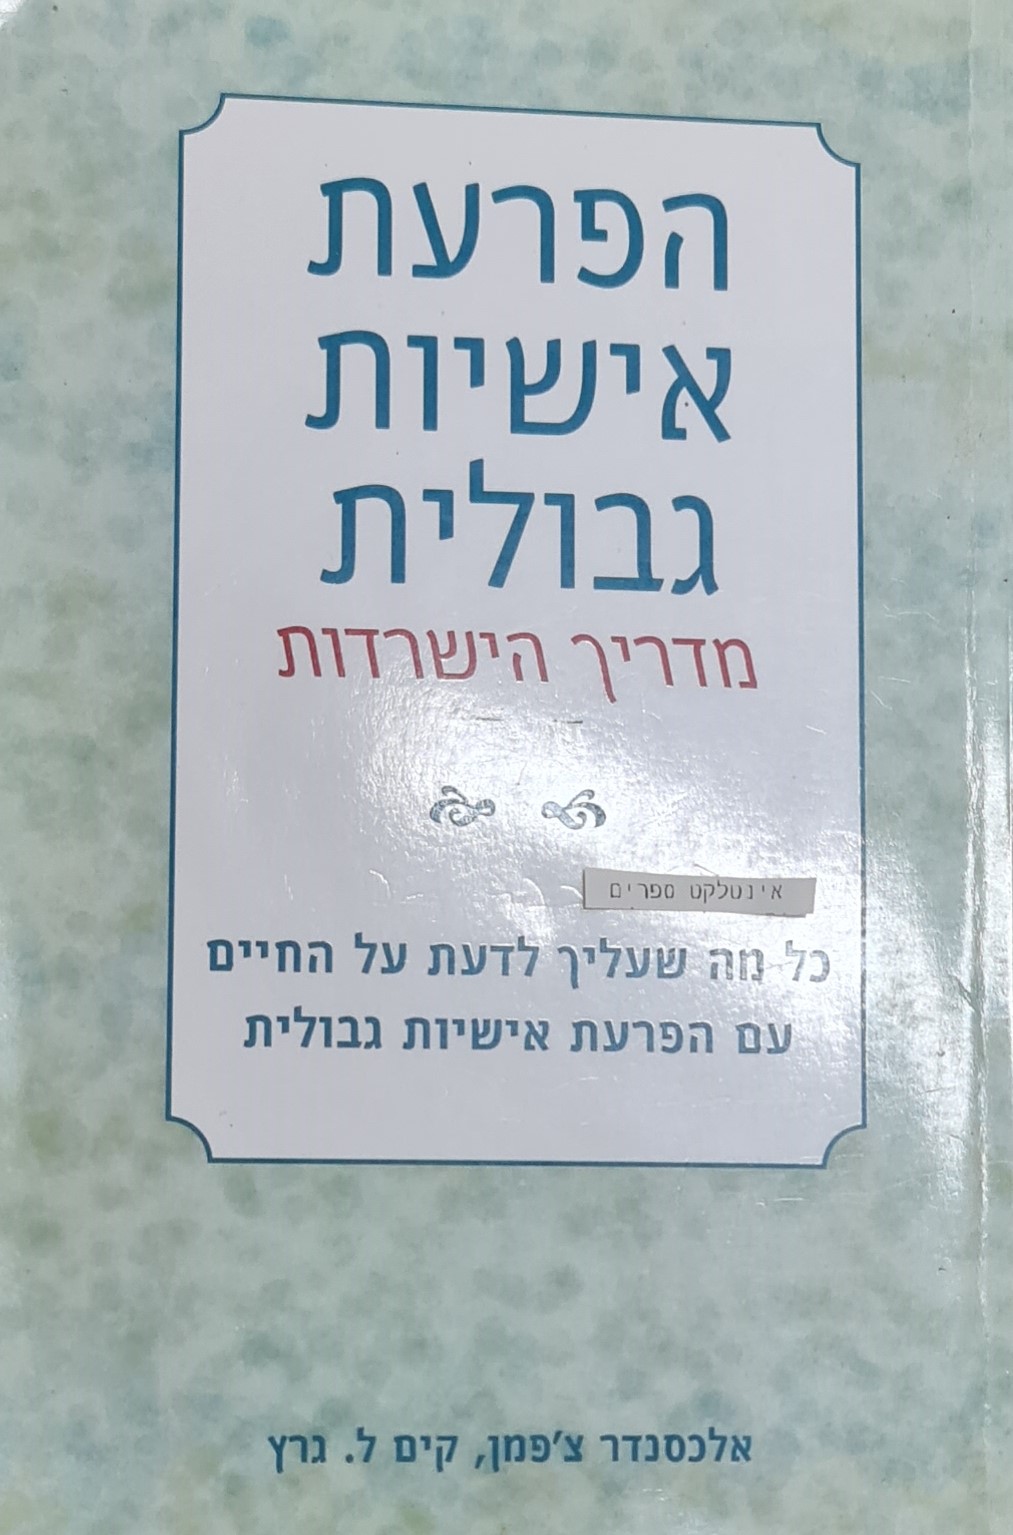 הפרעת
אישיות
גבולית
מדריך הישרדות
אינטלקט ספרים
כל מה שעליך לדעת על החיים
עם הפרעת אישיות גבולית
אלכסנדר צ'פמן, קים ל. גרץ